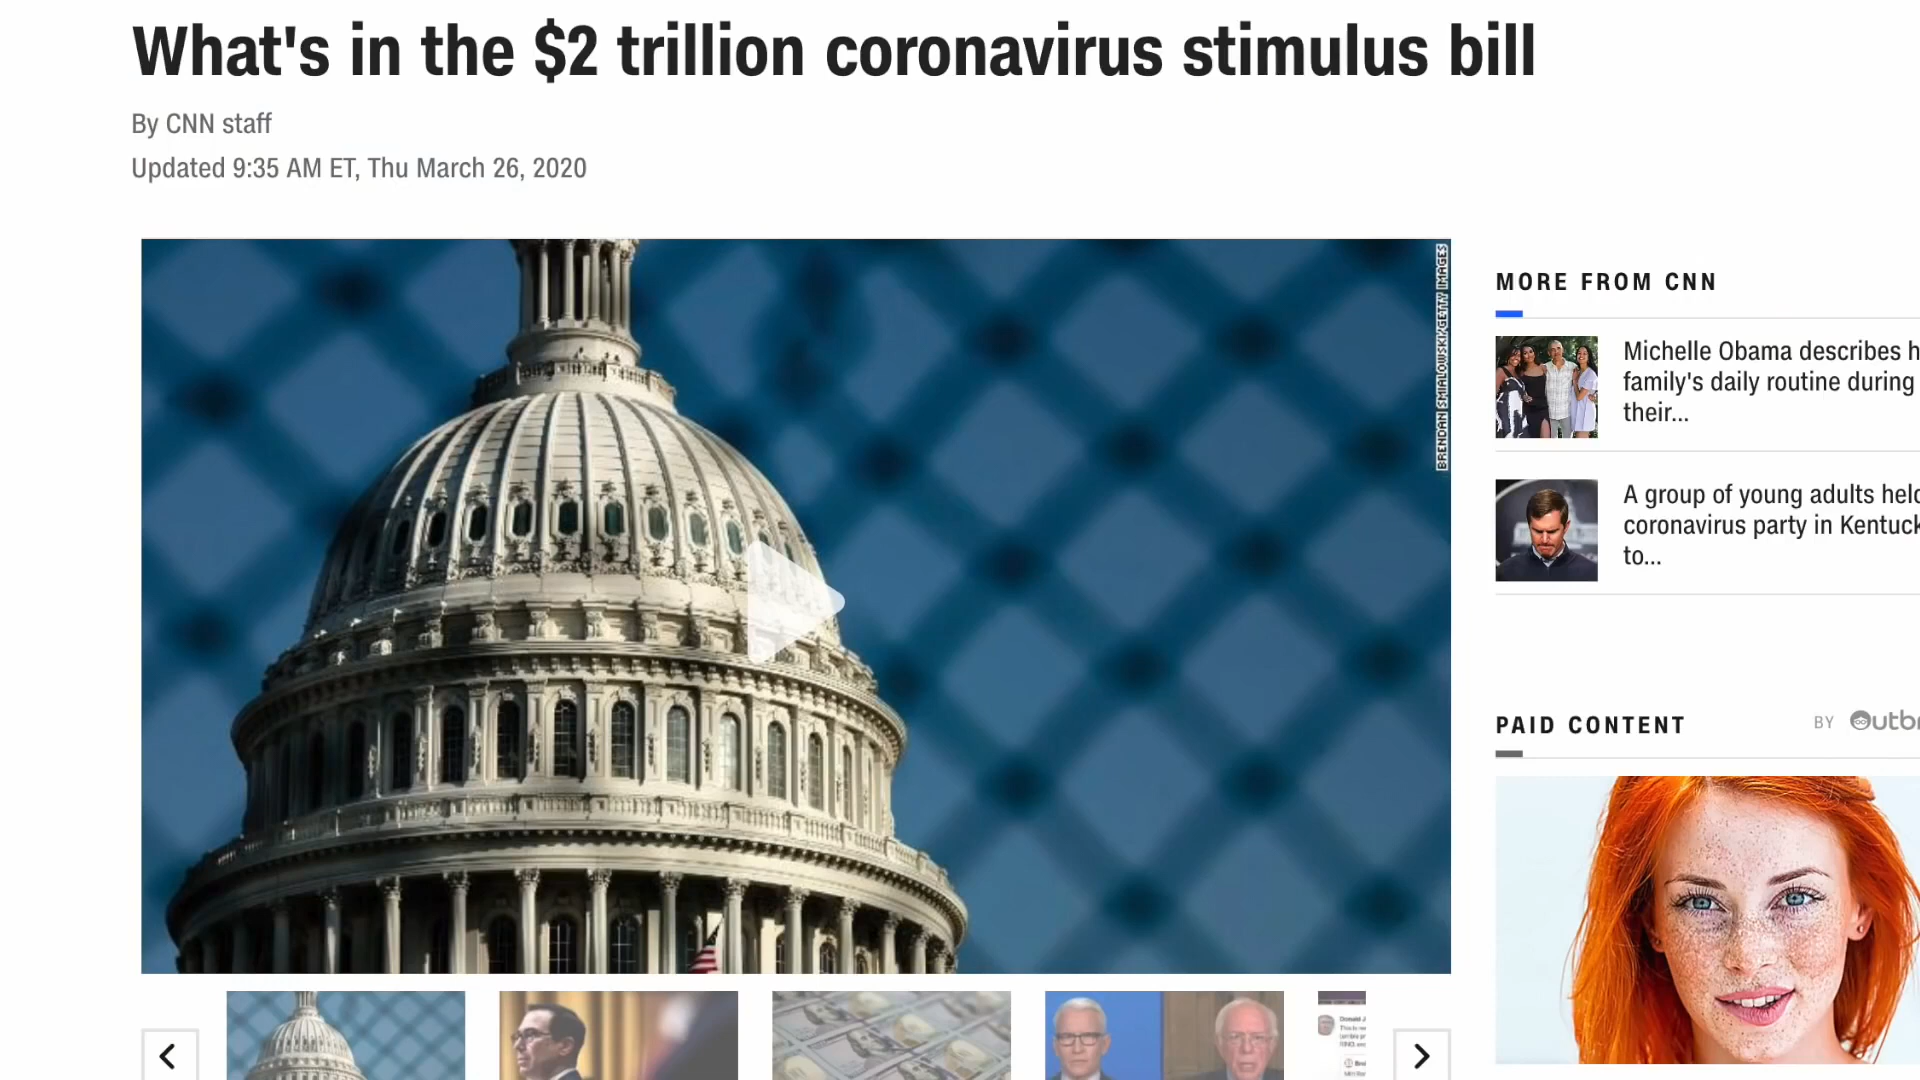 What's in the $2 trillion coronavirus stimulus bill
By CNN staff
Updated 9:35 AM ET, Thu March 26, 2020
BRENDAN SMIALOWSKI/GETTY IMAGES
MORE FROM CNN
Michelle Obama describes h
family's daily routine during
their...
A group of young adults held
coronavirus party in Kentuck
to...
PAID CONTENT
BY Outbr
Donald J